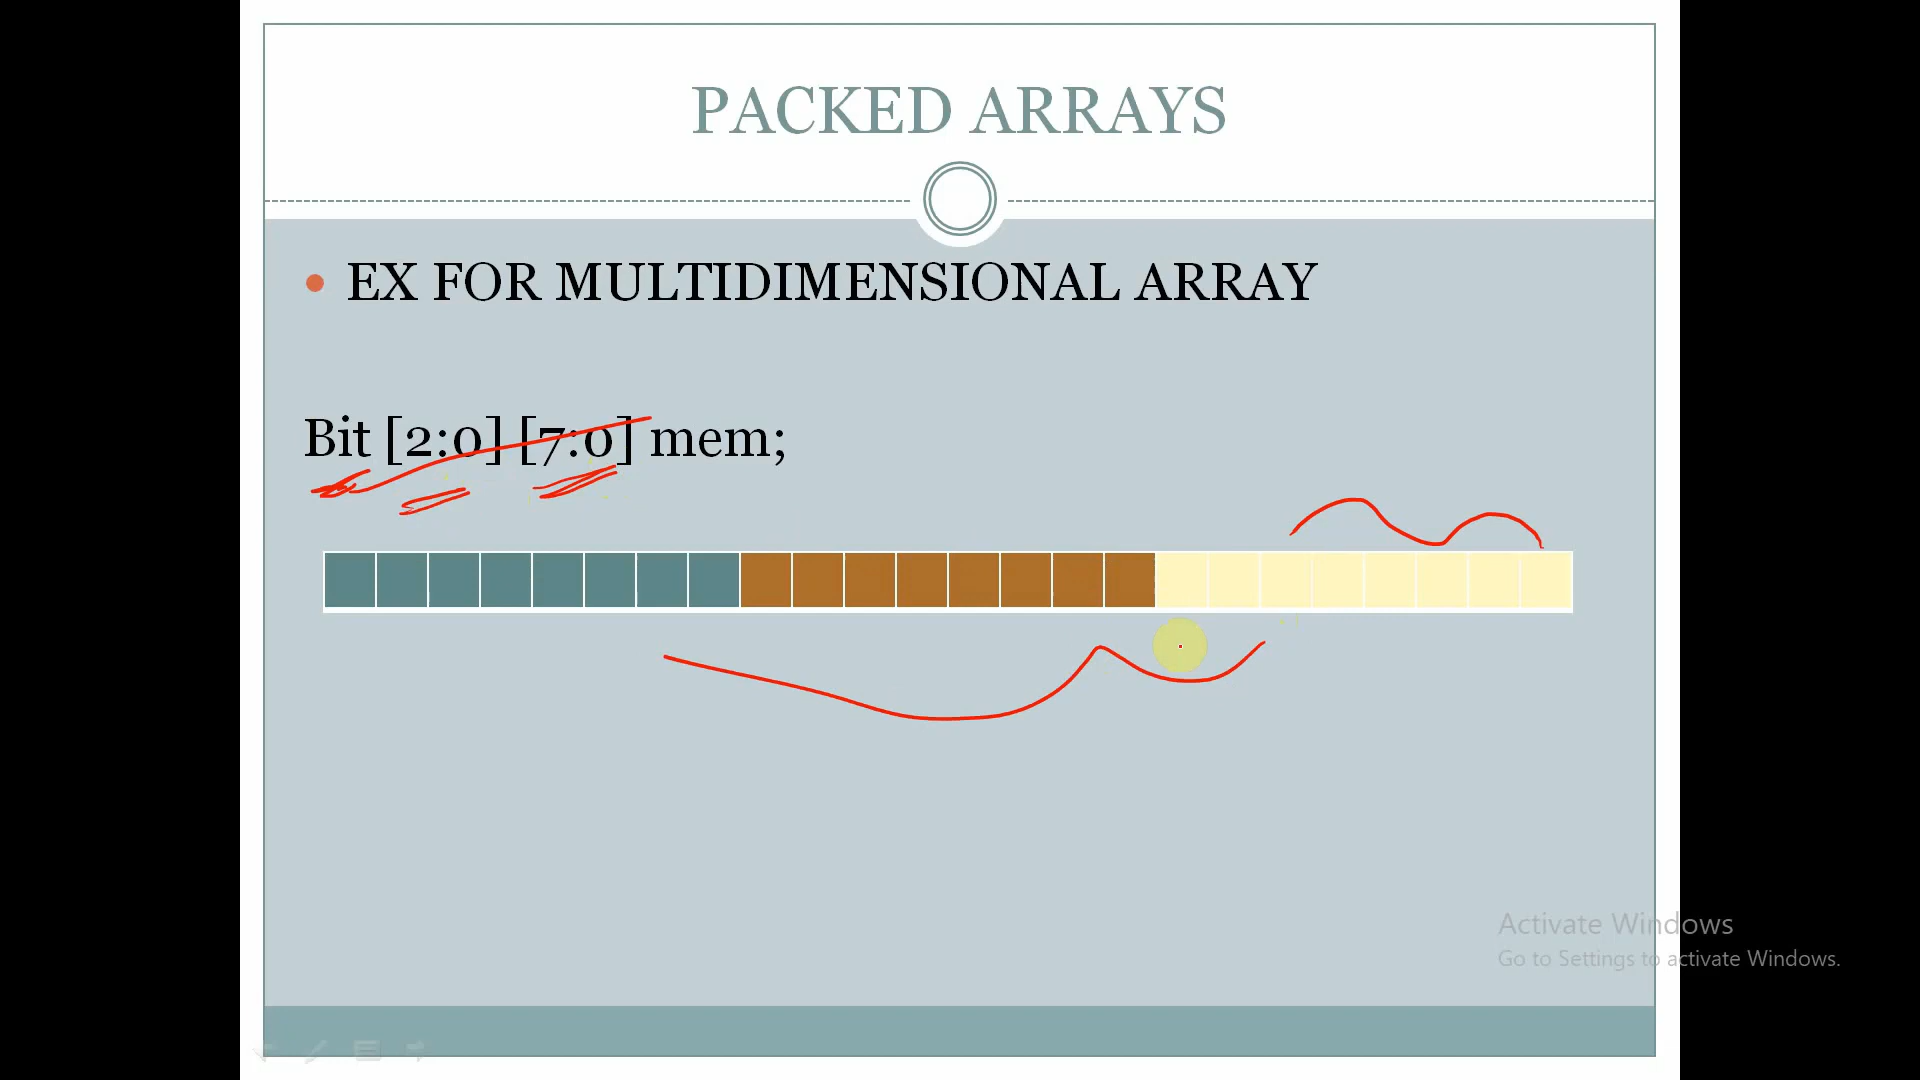 PACKED ARRAYS
EX FOR MULTIDIMENSIONAL ARRAY
Bit [2:0] [7:0] mem;
Activate Windows
Go to Settings to activate Windows.